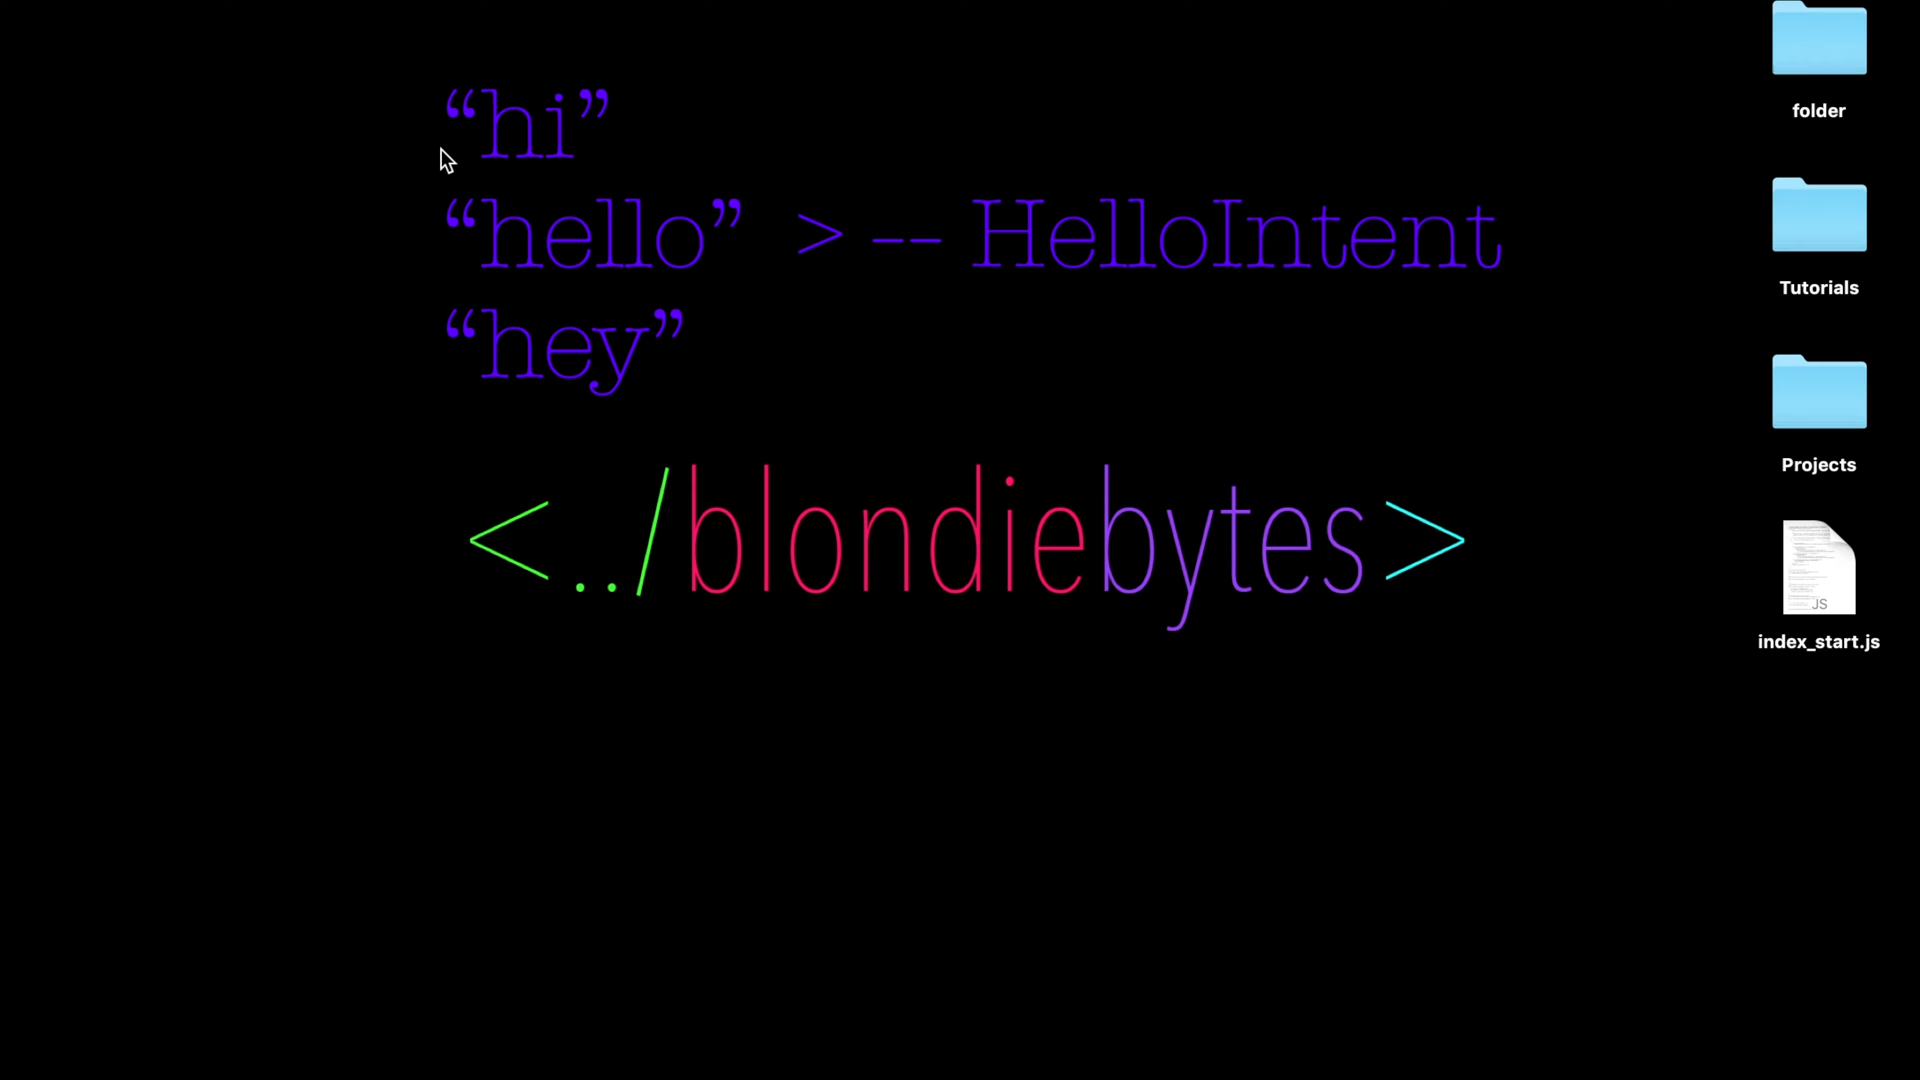 “hi”
“hello” > -- HelloIntent
“hey”
<../blondiebytes>
folder
Tutorials
Projects
JS
index_start.js